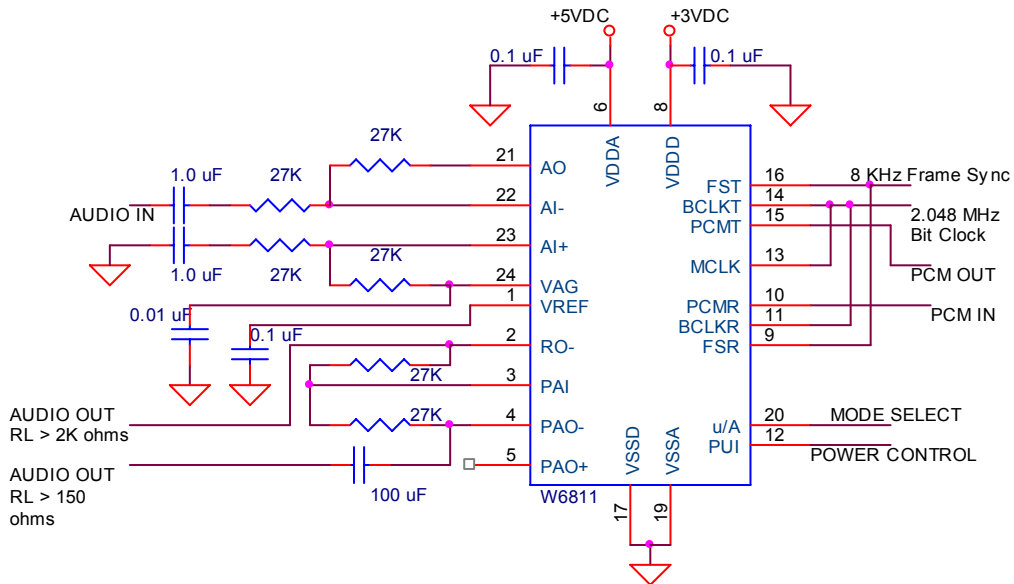 +5VDC
+3VDC
0.1 uF
0.1 uF
6
8
VDDA
VDDD
27K
21
AO
1.0 uF
27K
22
AI-
AUDIO IN
23
AI+
1.0 uF
27K
27K
24
VAG
1
VREF
0.01 uF
0.1 uF
2
RO-
27K
3
PAI
27K
4
PAO-
AUDIO OUT
RL > 2K ohms
5
PAO+
AUDIO OUT
RL > 150
ohms
100 uF
W6811
VSSD
VSSA
17
19
FST
16
8 KHz Frame Sync
BCLKT
14
2.048 MHz
Bit Clock
PCMT
15
MCLK
13
PCM OUT
PCMR
10
PCM IN
BCLKR
11
FSR
9
u/A
20
MODE SELECT
PUI
12
POWER CONTROL